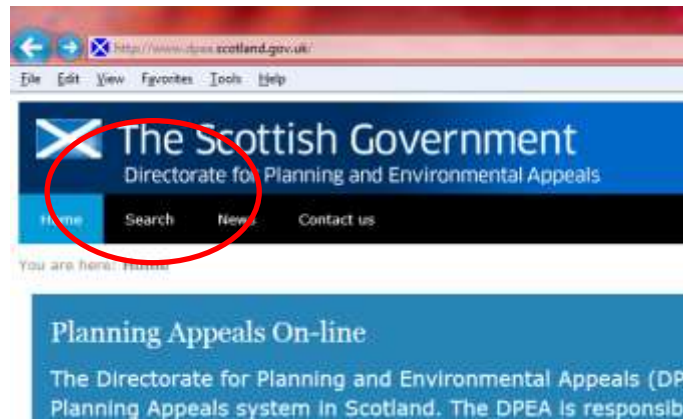 http://www.dpea.scotland.gov.uk/
File Edit View Favorites Tools Help
The Scottish Government
Directorate for Planning and Environmental Appeals
Home Search News Contact us
You are here: Home
Planning Appeals On-line
The Directorate for Planning and Environmental Appeals (DP
Planning Appeals system in Scotland. The DPEA is responsib